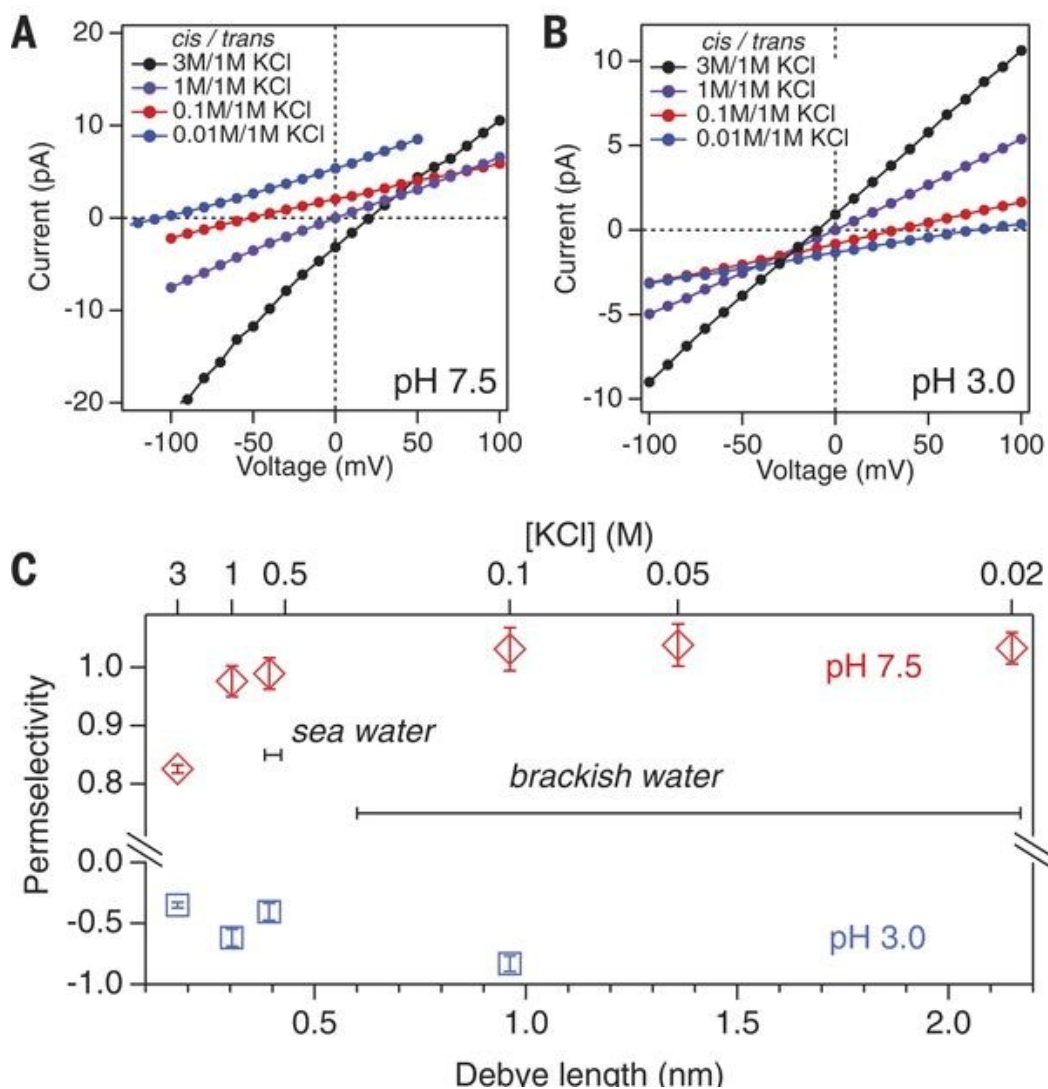 A
cis / trans
3M/1M KCl
1M/1M KCl
0.1M/1M KCl
0.01M/1M KCl
20
10
0
-10
-20
Current (pA)
pH 7.5
-100 -50 0 50 100
Voltage (mV)
B
cis / trans
3M/1M KCl
1M/1M KCl
0.1M/1M KCl
0.01M/1M KCl
10
5
0
-5
-10
Current (pA)
pH 3.0
-100 -50 0 50 100
Voltage (mV)
C
[KCl] (M)
3 1 0.5 0.1 0.05 0.02
1.0
0.9
0.8
0.0
-0.5
-1.0
Permselectivity
pH 7.5
sea water
brackish water
pH 3.0
0.5 1.0 1.5 2.0
Debye length (nm)